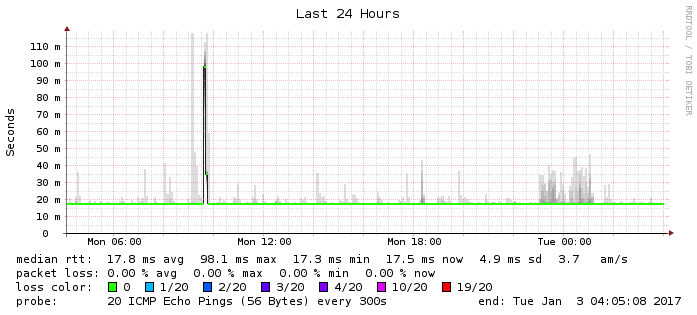 Last 24 Hours
RRDTOOL / TOBI OETIKER
Seconds
110 m
100 m
90 m
80 m
70 m
60 m
50 m
40 m
30 m
20 m
10 m
0
Mon 06:00 Mon 12:00 Mon 18:00 Tue 00:00
median rtt: 17.8 ms avg 98.1 ms max 17.3 ms min 17.5 ms now 4.9 ms sd 3.7 am/s
packet loss: 0.00 % avg 0.00 % max 0.00 % min 0.00 % now
loss color: 0 1/20 2/20 3/20 4/20 10/20 19/20
probe: 20 ICMP Echo Pings (56 Bytes) every 300s end: Tue Jan 3 04:05:08 2017